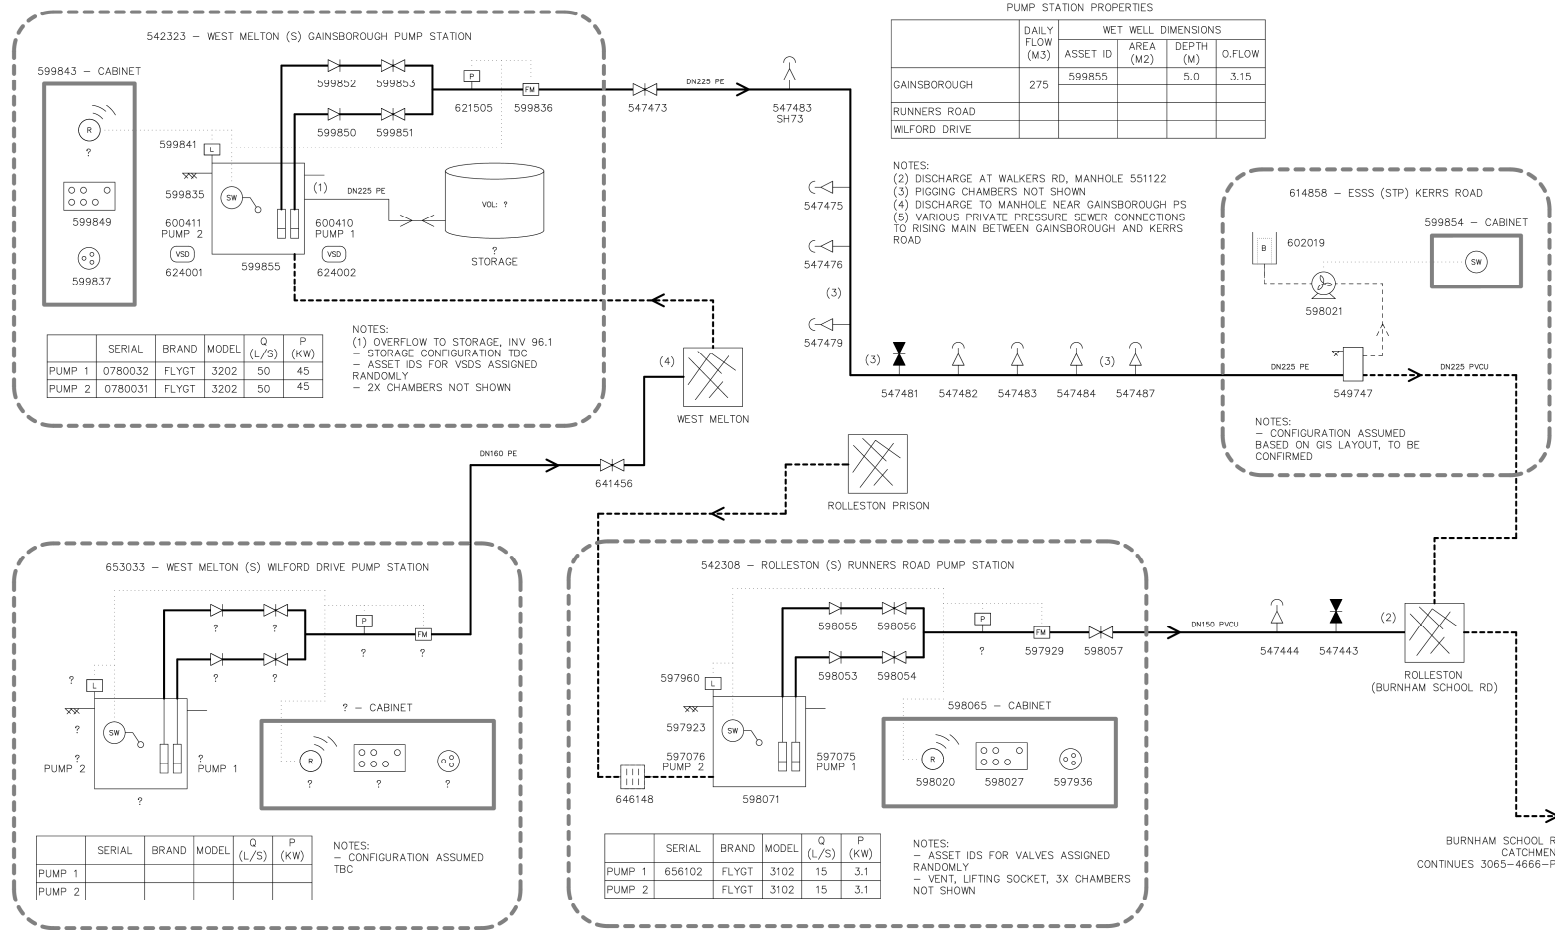 PUMP STATION PROPERTIES
DAILY FLOW (M3) WET WELL DIMENSIONS
ASSET ID AREA (M2) DEPTH (M) O.FLOW
GAINSBOROUGH 275 599855 5.0 3.15
RUNNERS ROAD
WILFORD DRIVE
NOTES:
(2) DISCHARGE AT WALKERS RD, MANHOLE 551122
(3) PIGGING CHAMBERS NOT SHOWN
(4) DISCHARGE TO MANHOLE NEAR GAINSBOROUGH PS
(5) VARIOUS PRIVATE PRESSURE SEWER CONNECTIONS
TO RISING MAIN BETWEEN GAINSBOROUGH AND KERRS
ROAD
542323 – WEST MELTON (S) GAINSBOROUGH PUMP STATION
599843 – CABINET
R
?
599849
599837
599852
599853
599850
599851
P
621505
FM
599836
599841
L
599835
SW
(1)
DN225 PE
VOL: ?
?
STORAGE
600411
PUMP 2
VSD
624001
599855
600410
PUMP 1
VSD
624002
SERIAL BRAND MODEL Q (L/S) P (KW)
PUMP 1 0780032 FLYGT 3202 50 45
PUMP 2 0780031 FLYGT 3202 50 45
NOTES:
(1) OVERFLOW TO STORAGE, INV 96.1
– STORAGE CONFIGURATION TBC
– ASSET IDS FOR VSDS ASSIGNED
RANDOMLY
– 2X CHAMBERS NOT SHOWN
547473
DN225 PE
547483
SH73
547475
547476
(3)
547479
(3)
547481
547482
547483
547484
(3)
547487
DN225 PE
614858 – ESSS (STP) KERRS ROAD
599854 – CABINET
SW
B
602019
598021
549747
DN225 PVCU
NOTES:
– CONFIGURATION ASSUMED
BASED ON GIS LAYOUT, TO BE
CONFIRMED
(4)
WEST MELTON
DN160 PE
641456
ROLLESTON PRISON
653033 – WEST MELTON (S) WILFORD DRIVE PUMP STATION
?
?
?
?
P
?
FM
?
?
L
?
SW
?
PUMP 2
?
PUMP 1
?
? – CABINET
R
?
?
?
SERIAL BRAND MODEL Q (L/S) P (KW)
PUMP 1
PUMP 2
NOTES:
– CONFIGURATION ASSUMED
TBC
542308 – ROLLESTON (S) RUNNERS ROAD PUMP STATION
598055
598056
598053
598054
P
?
FM
597929
598057
597960
L
597923
SW
597076
PUMP 2
597075
PUMP 1
646148
598071
598065 – CABINET
R
598020
598027
597936
SERIAL BRAND MODEL Q (L/S) P (KW)
PUMP 1 656102 FLYGT 3102 15 3.1
PUMP 2 FLYGT 3102 15 3.1
NOTES:
– ASSET IDS FOR VALVES ASSIGNED
RANDOMLY
– VENT, LIFTING SOCKET, 3X CHAMBERS
NOT SHOWN
DN150 PVCU
547444
547443
(2)
ROLLESTON
(BURNHAM SCHOOL RD)
BURNHAM SCHOOL R
CATCHMEN
CONTINUES 3065–4666–P